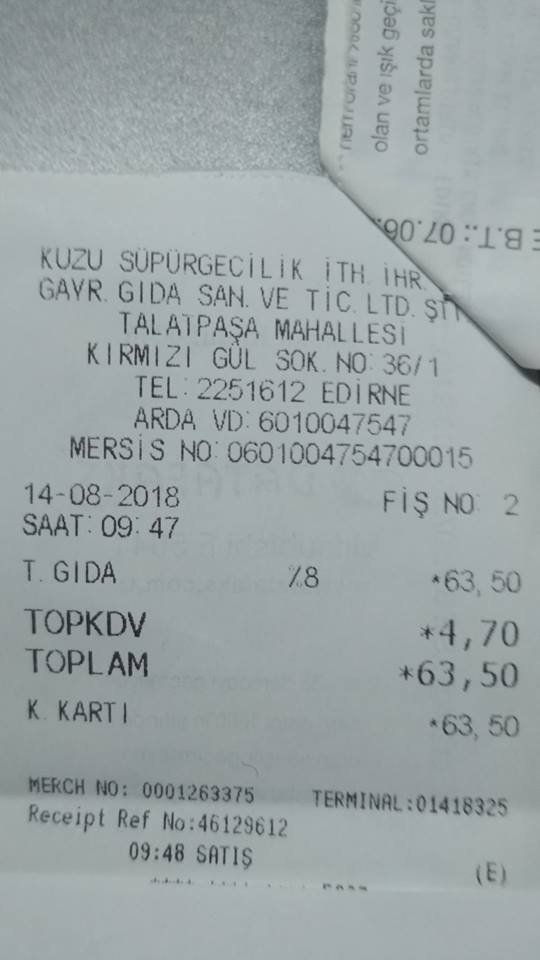 olan ve ışık geçi
ortamlarda sakl
E B.T.: 07.06.
KUZU SÜPÜRGECİLİK İTH. İHR.
GAYR. GIDA SAN. VE TİC. LTD. ŞTİ
TALATPAŞA MAHALLESİ
KIRMIZI GÜL SOK. NO: 36/1
TEL: 2251612 EDİRNE
ARDA VD: 6010047547
MERSİS NO: 0601004754700015
14-08-2018 FİŞ NO: 2
SAAT: 09:47
T. GIDA %8 *63,50
TOPKDV *4,70
TOPLAM *63,50
K. KARTI *63,50
MERCH NO: 0001263375 TERMINAL:01418325
Receipt Ref No:46129612
09:48 SATIŞ
(E)